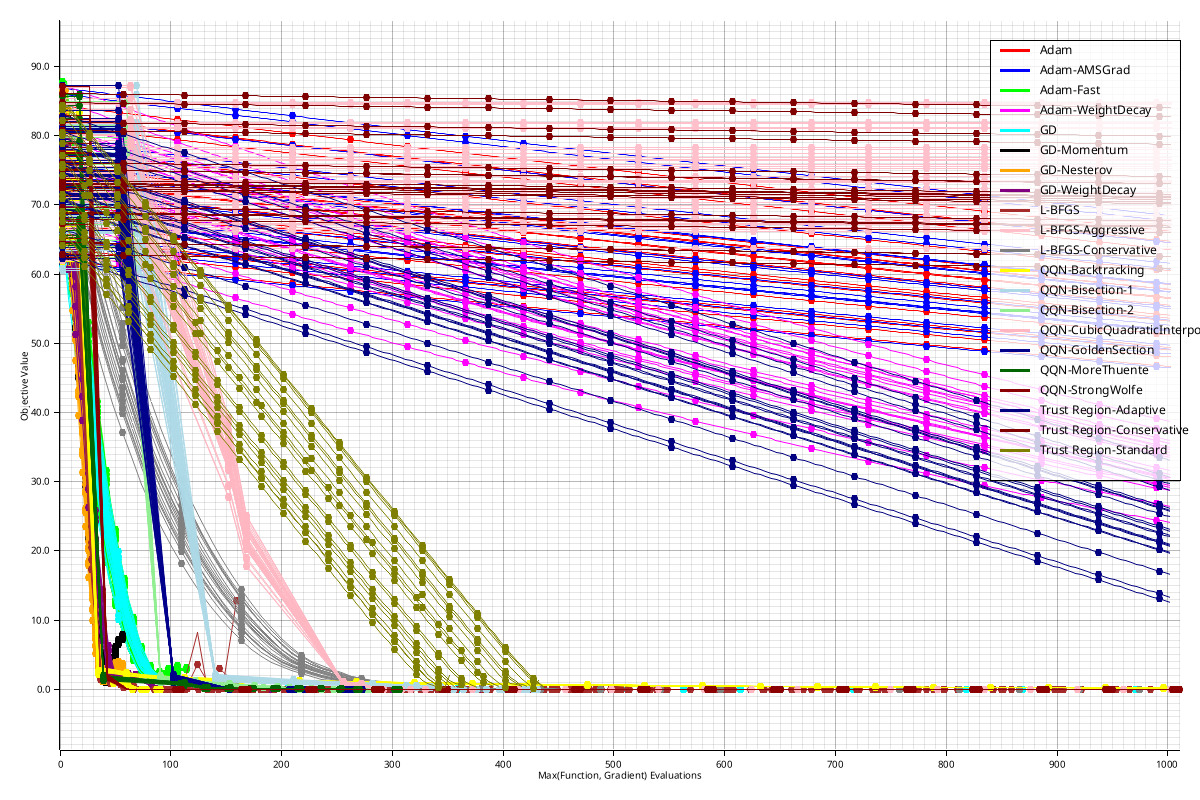 90.0
80.0
70.0
60.0
50.0
40.0
30.0
20.0
10.0
0.0
Objective Value
0 100 200 300 400 500 600 700 800 900 1000
Max(Function, Gradient) Evaluations
Adam
Adam-AMSGrad
Adam-Fast
Adam-WeightDecay
GD
GD-Momentum
GD-Nesterov
GD-WeightDecay
L-BFGS
L-BFGS-Aggressive
L-BFGS-Conservative
QQN-Backtracking
QQN-Bisection-1
QQN-Bisection-2
QQN-CubicQuadraticInterpo
QQN-GoldenSection
QQN-MoreThuente
QQN-StrongWolfe
Trust Region-Adaptive
Trust Region-Conservative
Trust Region-Standard